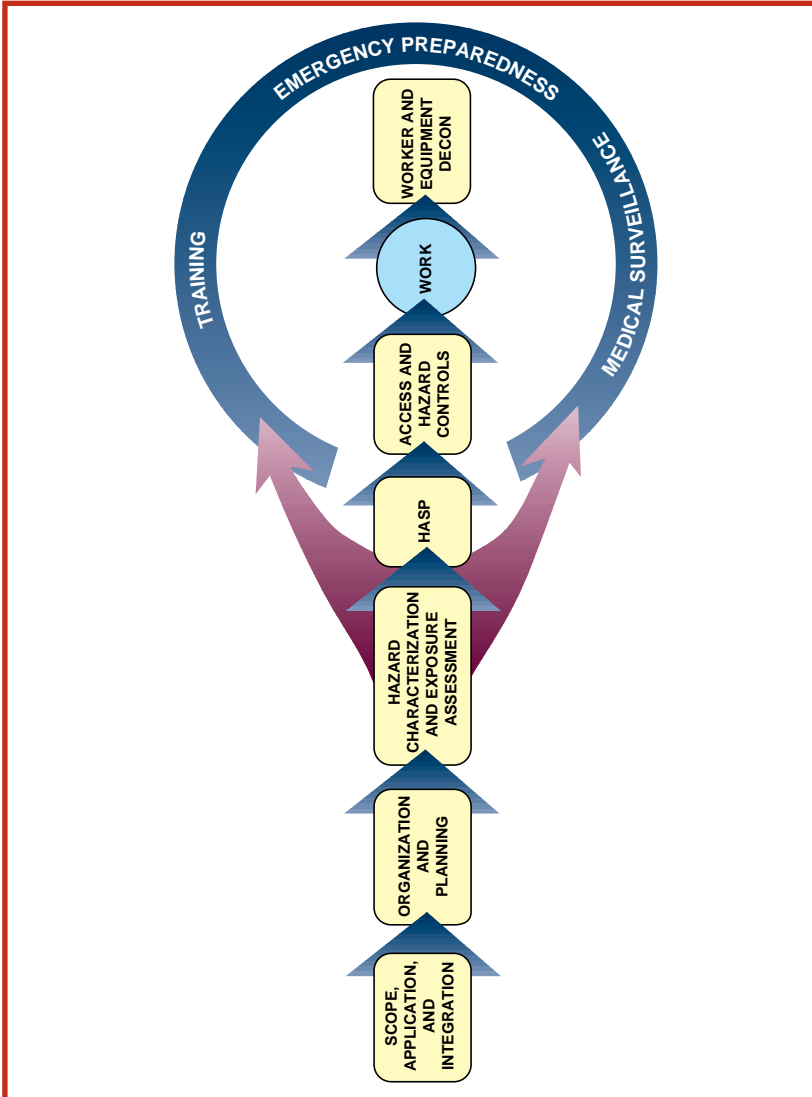 SCOPE,
APPLICATION,
AND
INTEGRATION
ORGANIZATION
AND
PLANNING
HAZARD
CHARACTERIZATION
AND EXPOSURE
ASSESSMENT
HASP
ACCESS AND
HAZARD
CONTROLS
WORK
WORKER AND
EQUIPMENT
DECON
TRAINING
EMERGENCY PREPAREDNESS
MEDICAL SURVEILLANCE